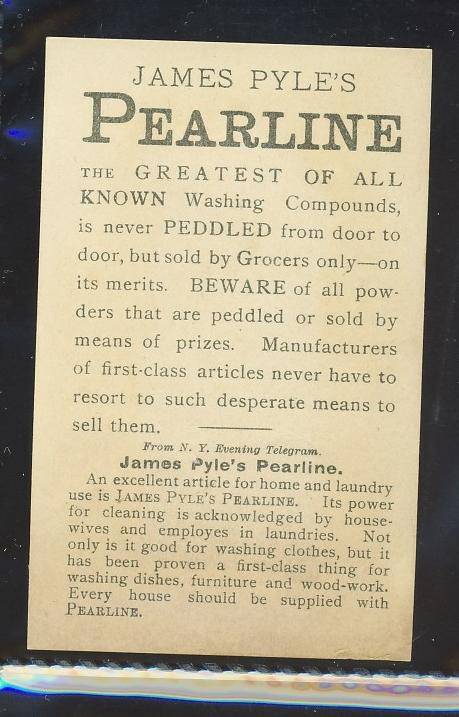 JAMES PYLE'S
PEARLINE
THE GREATEST OF ALL
KNOWN Washing Compounds,
is never PEDDLED from door to
door, but sold by Grocers only—on
its merits. BEWARE of all pow-
ders that are peddled or sold by
means of prizes. Manufacturers
of first-class articles never have to
resort to such desperate means to
sell them.
From N. Y. Evening Telegram.
James Pyle's Pearline.
An excellent article for home and laundry
use is JAMES PYLE'S PEARLINE. Its power
for cleaning is acknowledged by house-
wives and employes in laundries. Not
only is it good for washing clothes, but it
has been proven a first-class thing for
washing dishes, furniture and wood-work.
Every house should be supplied with
PEARLINE.